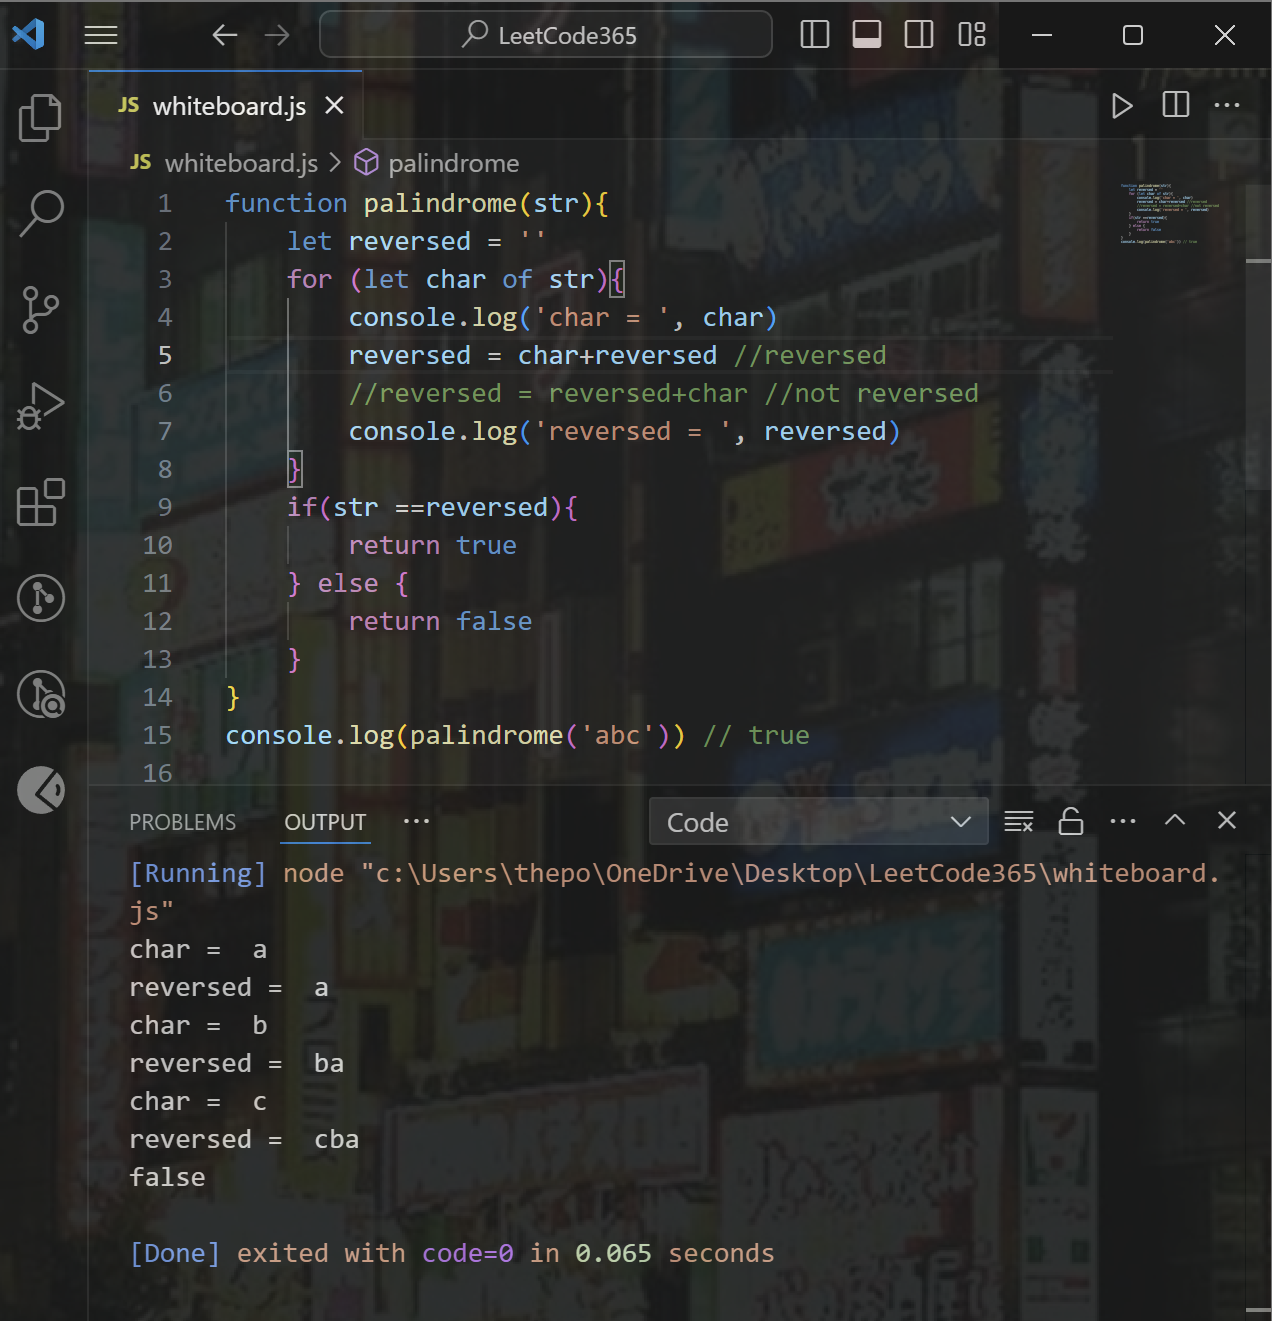 LeetCode365
JS whiteboard.js
JS whiteboard.js > palindrome
1 function palindrome(str){
2 let reversed = ''
3 for (let char of str){
4 console.log('char = ', char)
5 reversed = char+reversed //reversed
6 //reversed = reversed+char //not reversed
7 console.log('reversed = ', reversed)
8 }
9 if(str ==reversed){
10 return true
11 } else {
12 return false
13 }
14 }
15 console.log(palindrome('abc')) // true
16
PROBLEMS OUTPUT ··· Code
[Running] node "c:\Users\thepo\OneDrive\Desktop\LeetCode365\whiteboard.
js"
char =  a
reversed =  a
char =  b
reversed =  ba
char =  c
reversed =  cba
false
[Done] exited with code=0 in 0.065 seconds